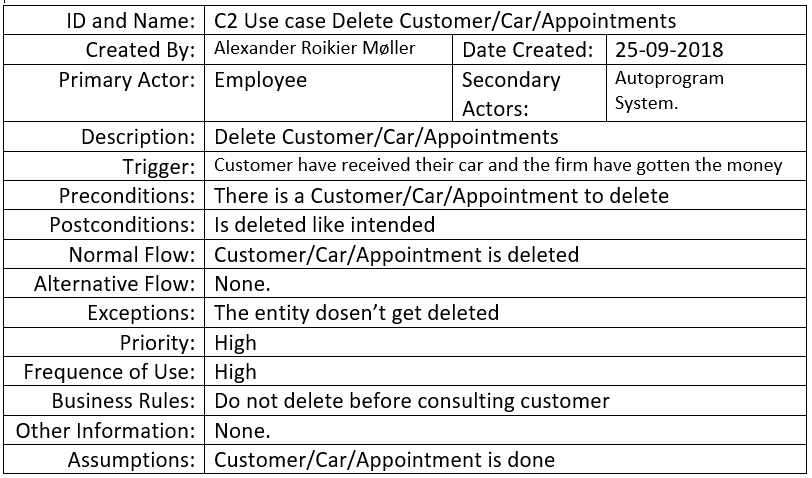 ID and Name: C2 Use case Delete Customer/Car/Appointments
Created By: Alexander Roikier Møller Date Created: 25-09-2018
Primary Actor: Employee Secondary Actors: Autoprogram System.
Description: Delete Customer/Car/Appointments
Trigger: Customer have received their car and the firm have gotten the money
Preconditions: There is a Customer/Car/Appointment to delete
Postconditions: Is deleted like intended
Normal Flow: Customer/Car/Appointment is deleted
Alternative Flow: None.
Exceptions: The entity dosen’t get deleted
Priority: High
Frequence of Use: High
Business Rules: Do not delete before consulting customer
Other Information: None.
Assumptions: Customer/Car/Appointment is done